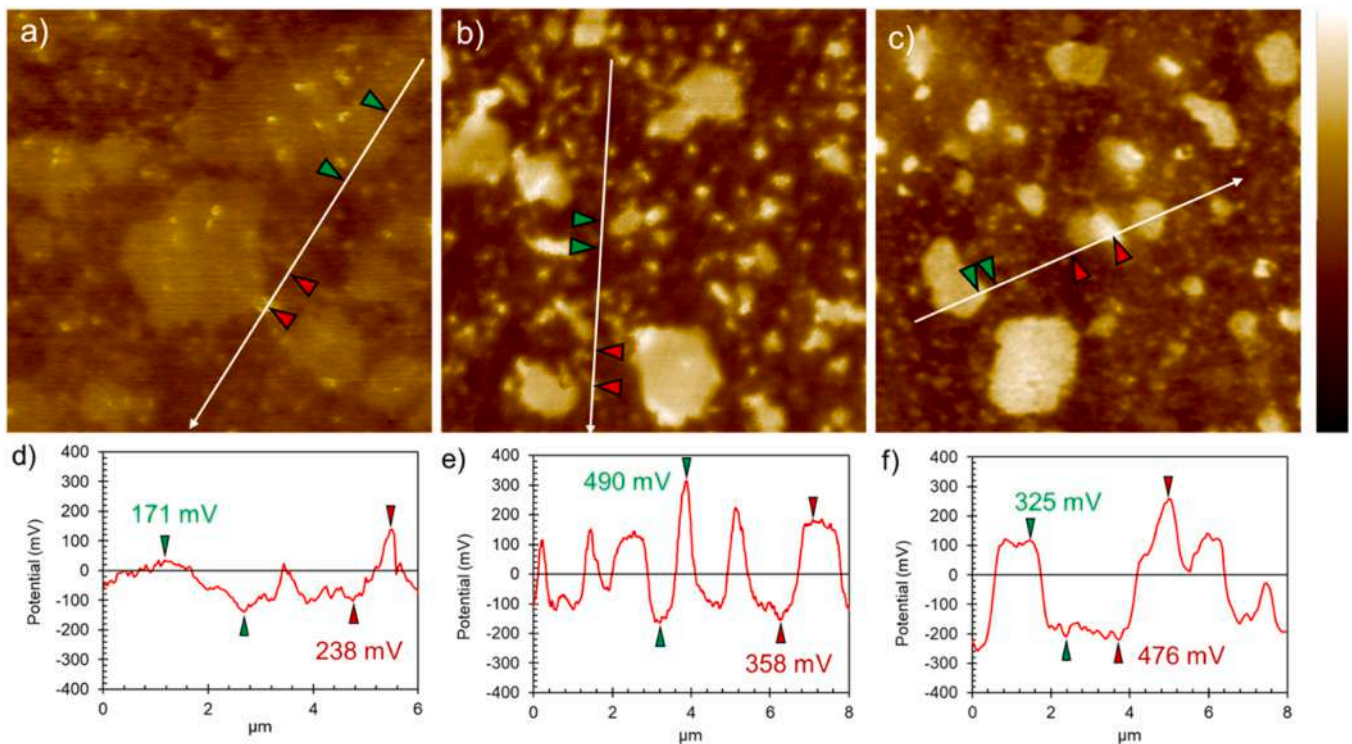 a)
b)
c)
d)
400
300
200
100
0
-100
-200
-300
-400
Potential (mV)
171 mV
238 mV
0
2
4
6
µm
e)
400
300
200
100
0
-100
-200
-300
-400
Potential (mV)
490 mV
358 mV
0
2
4
6
8
µm
f)
400
300
200
100
0
-100
-200
-300
-400
Potential (mV)
325 mV
476 mV
0
2
4
6
8
µm